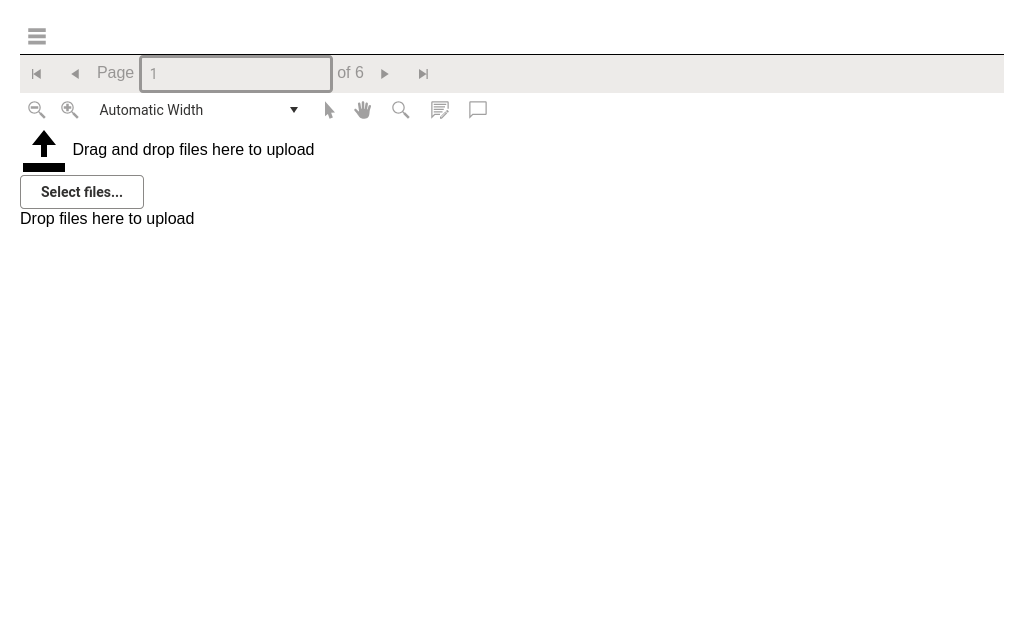 Page 1 of 6
Automatic Width
Drag and drop files here to upload
Select files...
Drop files here to upload